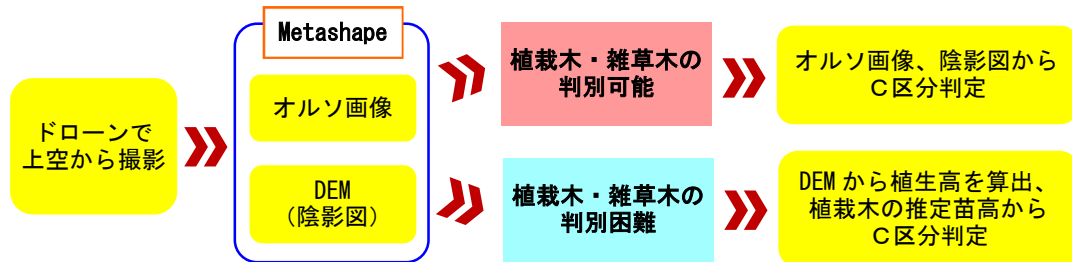 ドローンで
上空から撮影
Metashape
オルソ画像
DEM
(陰影図)
植栽木・雑草木の
判別可能
オルソ画像、陰影図から
C区分判定
植栽木・雑草木の
判別困難
DEM から植生高を算出、
植栽木の推定苗高から
C区分判定